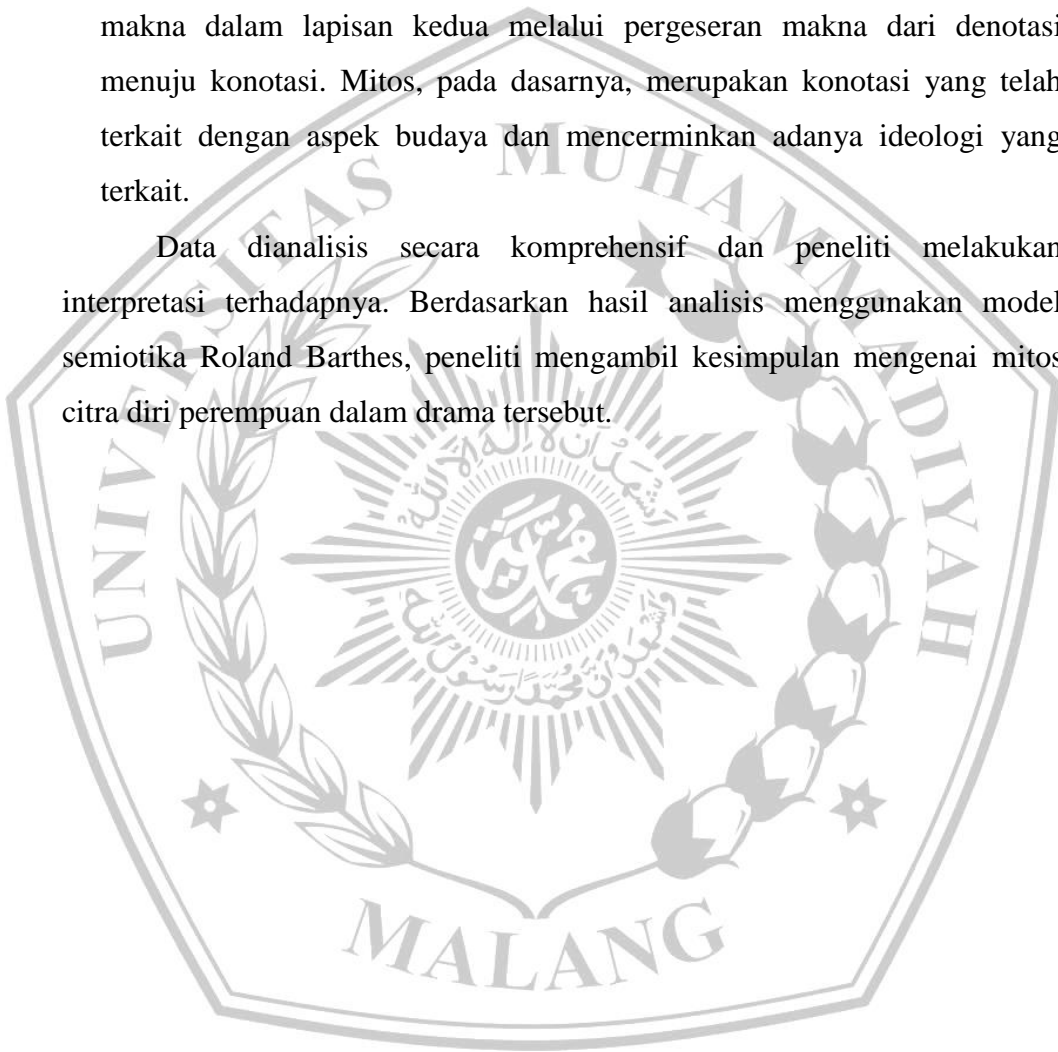 makna dalam lapisan kedua melalui pergeseran makna dari denotasi
menuju konotasi. Mitos, pada dasarnya, merupakan konotasi yang telah
terkait dengan aspek budaya dan mencerminkan adanya ideologi yang
terkait.
Data dianalisis secara komprehensif dan peneliti melakukan
interpretasi terhadapnya. Berdasarkan hasil analisis menggunakan model
semiotika Roland Barthes, peneliti mengambil kesimpulan mengenai mitos
citra diri perempuan dalam drama tersebut.
UNIVERSITAS MUHAMMADIYAH
MALANG